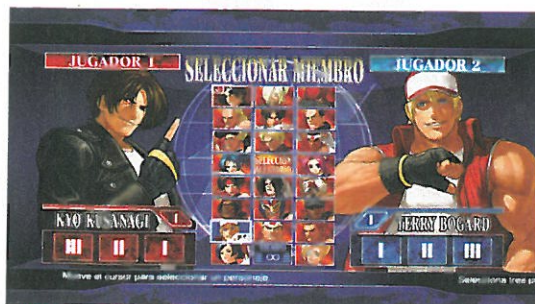 SELECCIONAR MIEMBRO
JUGADOR 1
JUGADOR 2
SELECCIÓN
KYO KUSANAGI
1
III II I
1
TERRY BOGARD
I II III
Mueve el cursor para seleccionar un personaje.
Selecciona tres